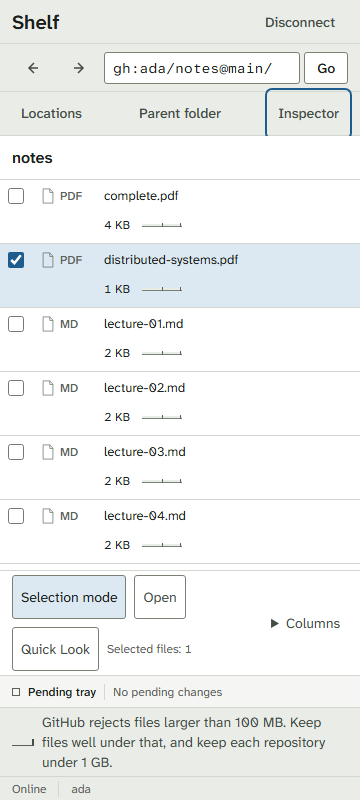 Shelf Disconnect
← → gh:ada/notes@main/ Go
Locations Parent folder Inspector
notes
PDF complete.pdf
4 KB
PDF distributed-systems.pdf
1 KB
MD lecture-01.md
2 KB
MD lecture-02.md
2 KB
MD lecture-03.md
2 KB
MD lecture-04.md
2 KB
Selection mode Open
▶ Columns
Quick Look Selected files: 1
Pending tray No pending changes
GitHub rejects files larger than 100 MB. Keep
files well under that, and keep each repository
under 1 GB.
Online ada